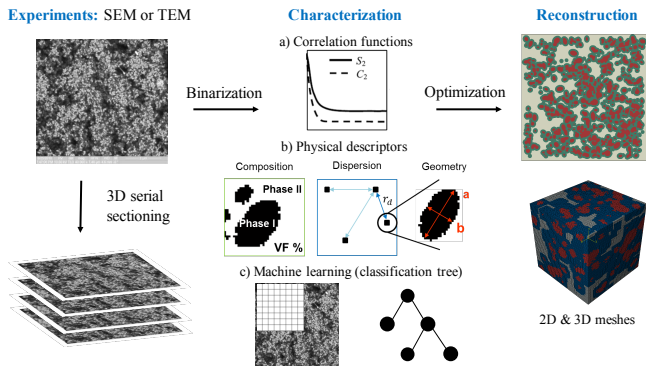 Experiments: SEM or TEM
Characterization
Reconstruction
a) Correlation functions
S₂
C₂
Binarization
Optimization
b) Physical descriptors
Composition
Dispersion
Geometry
Phase II
Phase I
VF %
r_d
a
b
3D serial
sectioning
c) Machine learning (classification tree)
2D & 3D meshes